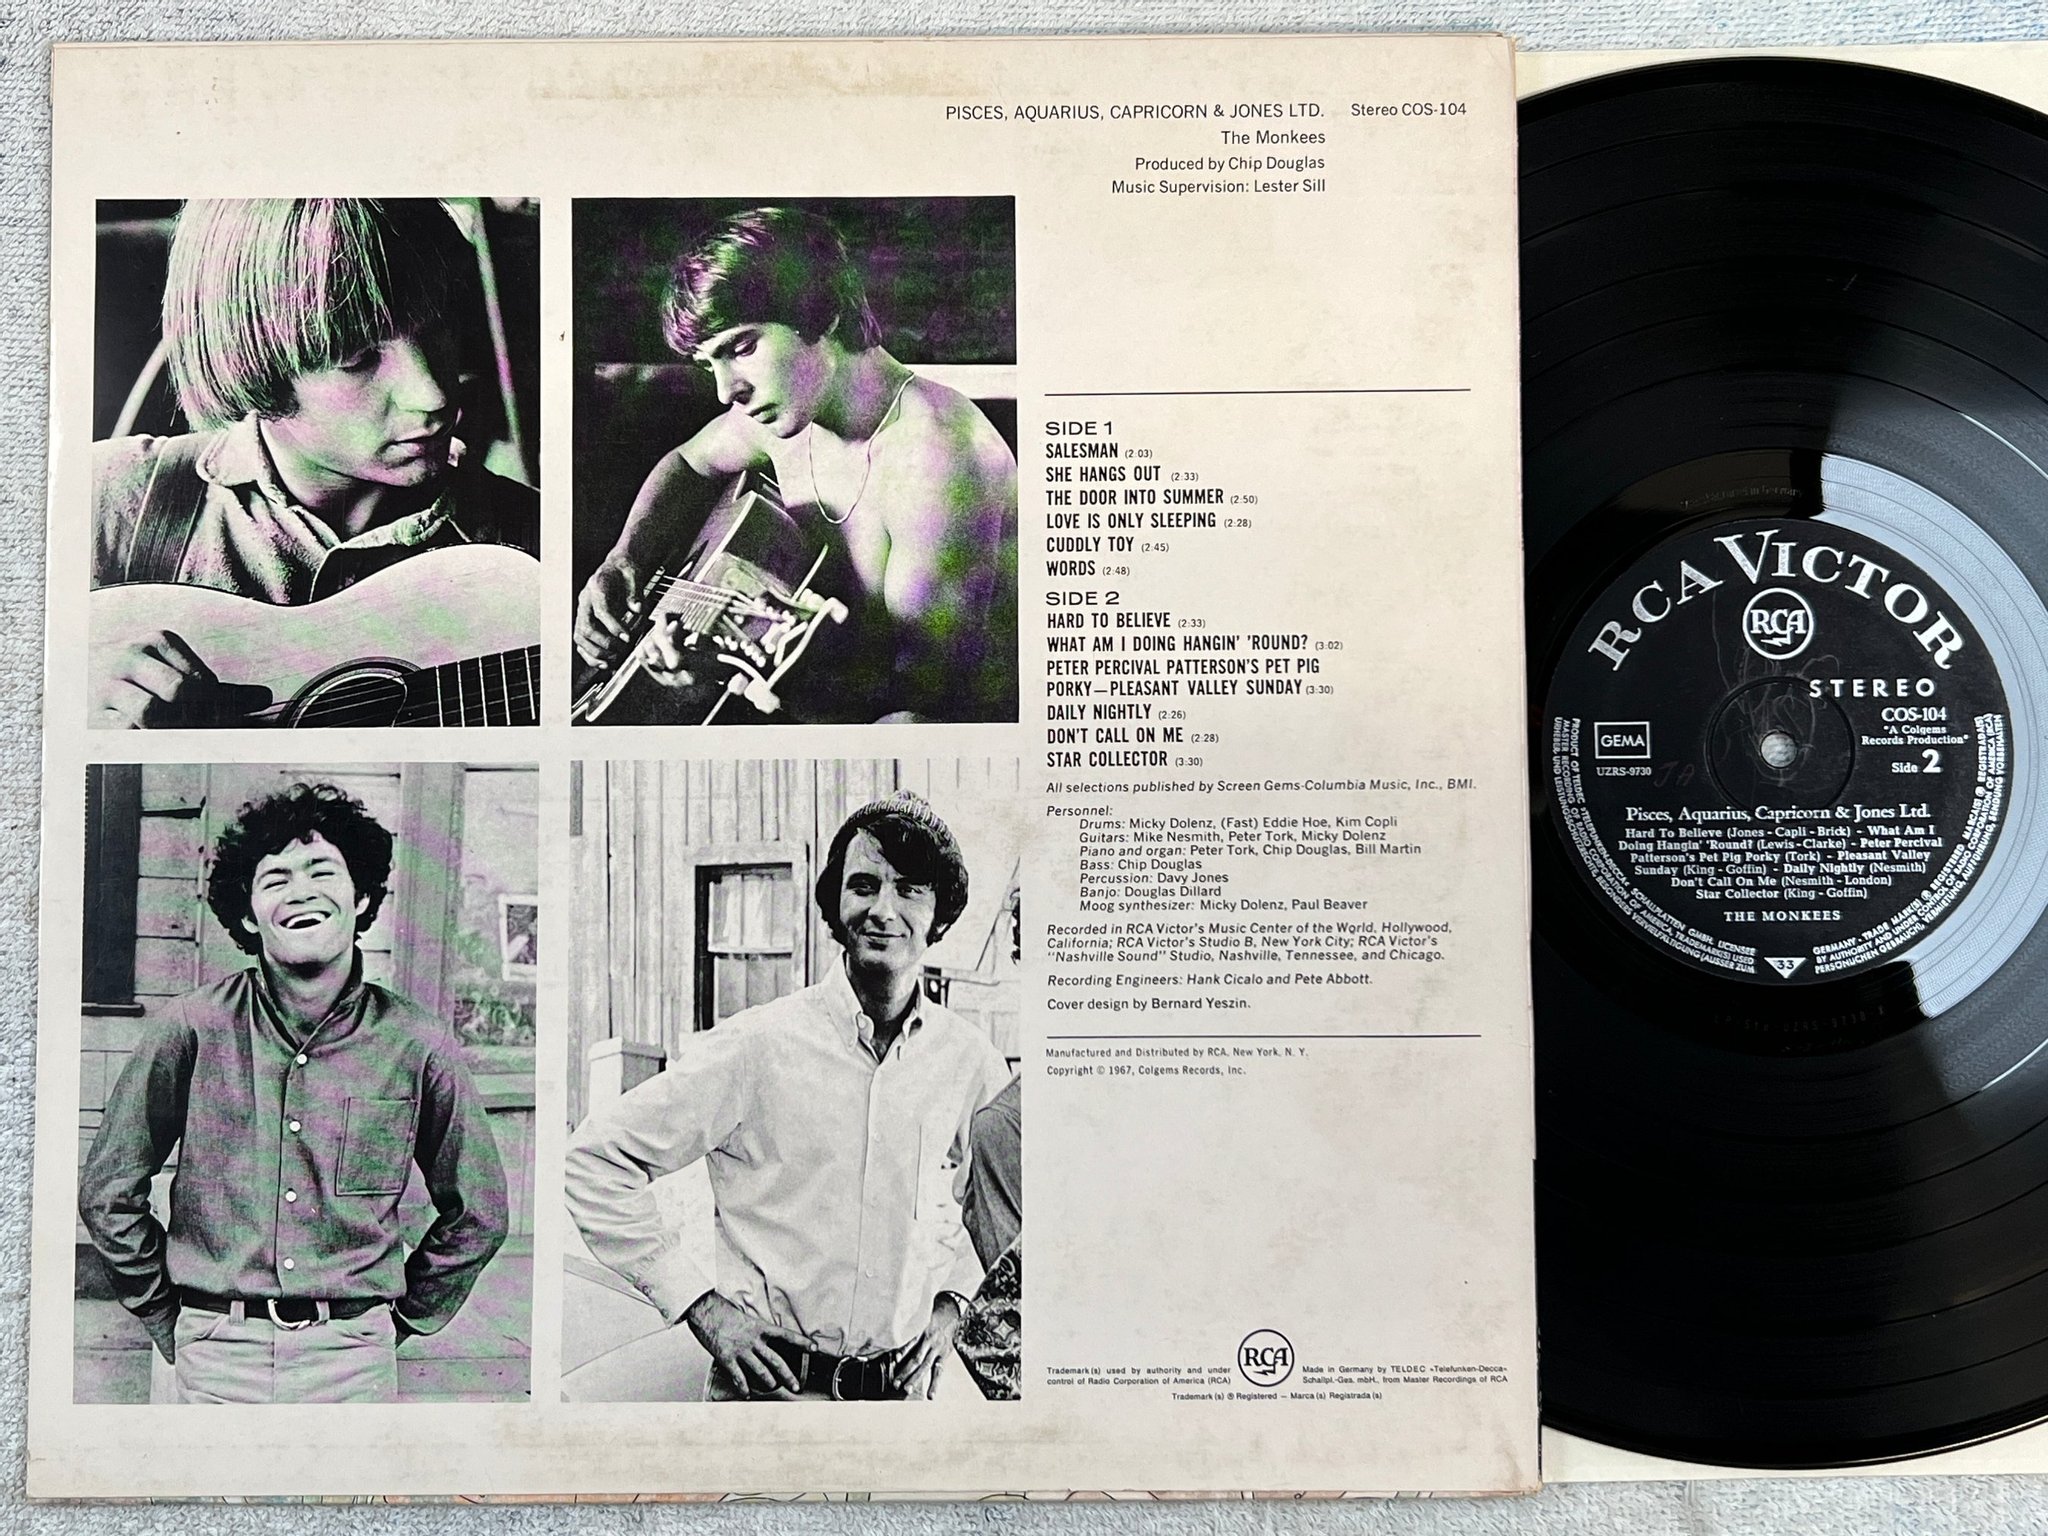 PISCES, AQUARIUS, CAPRICORN & JONES LTD. Stereo COS-104
The Monkees
Produced by Chip Douglas
Music Supervision: Lester Sill
SIDE 1
SALESMAN (2:03)
SHE HANGS OUT (2:33)
THE DOOR INTO SUMMER (2:50)
LOVE IS ONLY SLEEPING (2:28)
CUDDLY TOY (2:45)
WORDS (2:48)
SIDE 2
HARD TO BELIEVE (2:33)
WHAT AM I DOING HANGIN' 'ROUND? (3:02)
PETER PERCIVAL PATTERSON'S PET PIG
PORKY—PLEASANT VALLEY SUNDAY (3:30)
DAILY NIGHTLY (2:26)
DON'T CALL ON ME (2:28)
STAR COLLECTOR (3:30)
All selections published by Screen Gems-Columbia Music, Inc., BMI.
Personnel:
Drums: Micky Dolenz, (Fast) Eddie Hoe, Kim Copli
Guitars: Mike Nesmith, Peter Tork, Micky Dolenz
Piano and organ: Peter Tork, Chip Douglas, Bill Martin
Bass: Chip Douglas
Percussion: Davy Jones
Banjo: Douglas Dillard
Moog synthesizer: Micky Dolenz, Paul Beaver
Recorded in RCA Victor's Music Center of the World, Hollywood,
California; RCA Victor's Studio B, New York City; RCA Victor's
"Nashville Sound" Studio, Nashville, Tennessee, and Chicago.
Recording Engineers: Hank Cicalo and Pete Abbott.
Cover design by Bernard Yeszin.
Manufactured and Distributed by RCA, New York, N. Y.
Copyright © 1967, Colgems Records, Inc.
RCA
Trademark(s) used by authority and under
control of Radio Corporation of America (RCA)
Made in Germany by TELDEC »Telefunken-Decca«
Schallpl.-Ges. mbH., from Master Recordings of RCA
Trademark(s) ® Registered — Marca(s) Registrada(s)
RCA VICTOR
RCA
STEREO
COS-104
"A Colgems
Records Production"
Side 2
GEMA
UZRS-9730
Pisces, Aquarius, Capricorn & Jones Ltd.
Hard To Believe (Jones - Capli - Brick) - What Am I
Doing Hangin' 'Round? (Lewis - Clarke) - Peter Percival
Patterson's Pet Pig Porky (Tork) - Pleasant Valley
Sunday (King - Goffin) - Daily Nightly (Nesmith)
Don't Call On Me (Nesmith - London)
Star Collector (King - Goffin)
THE MONKEES
33